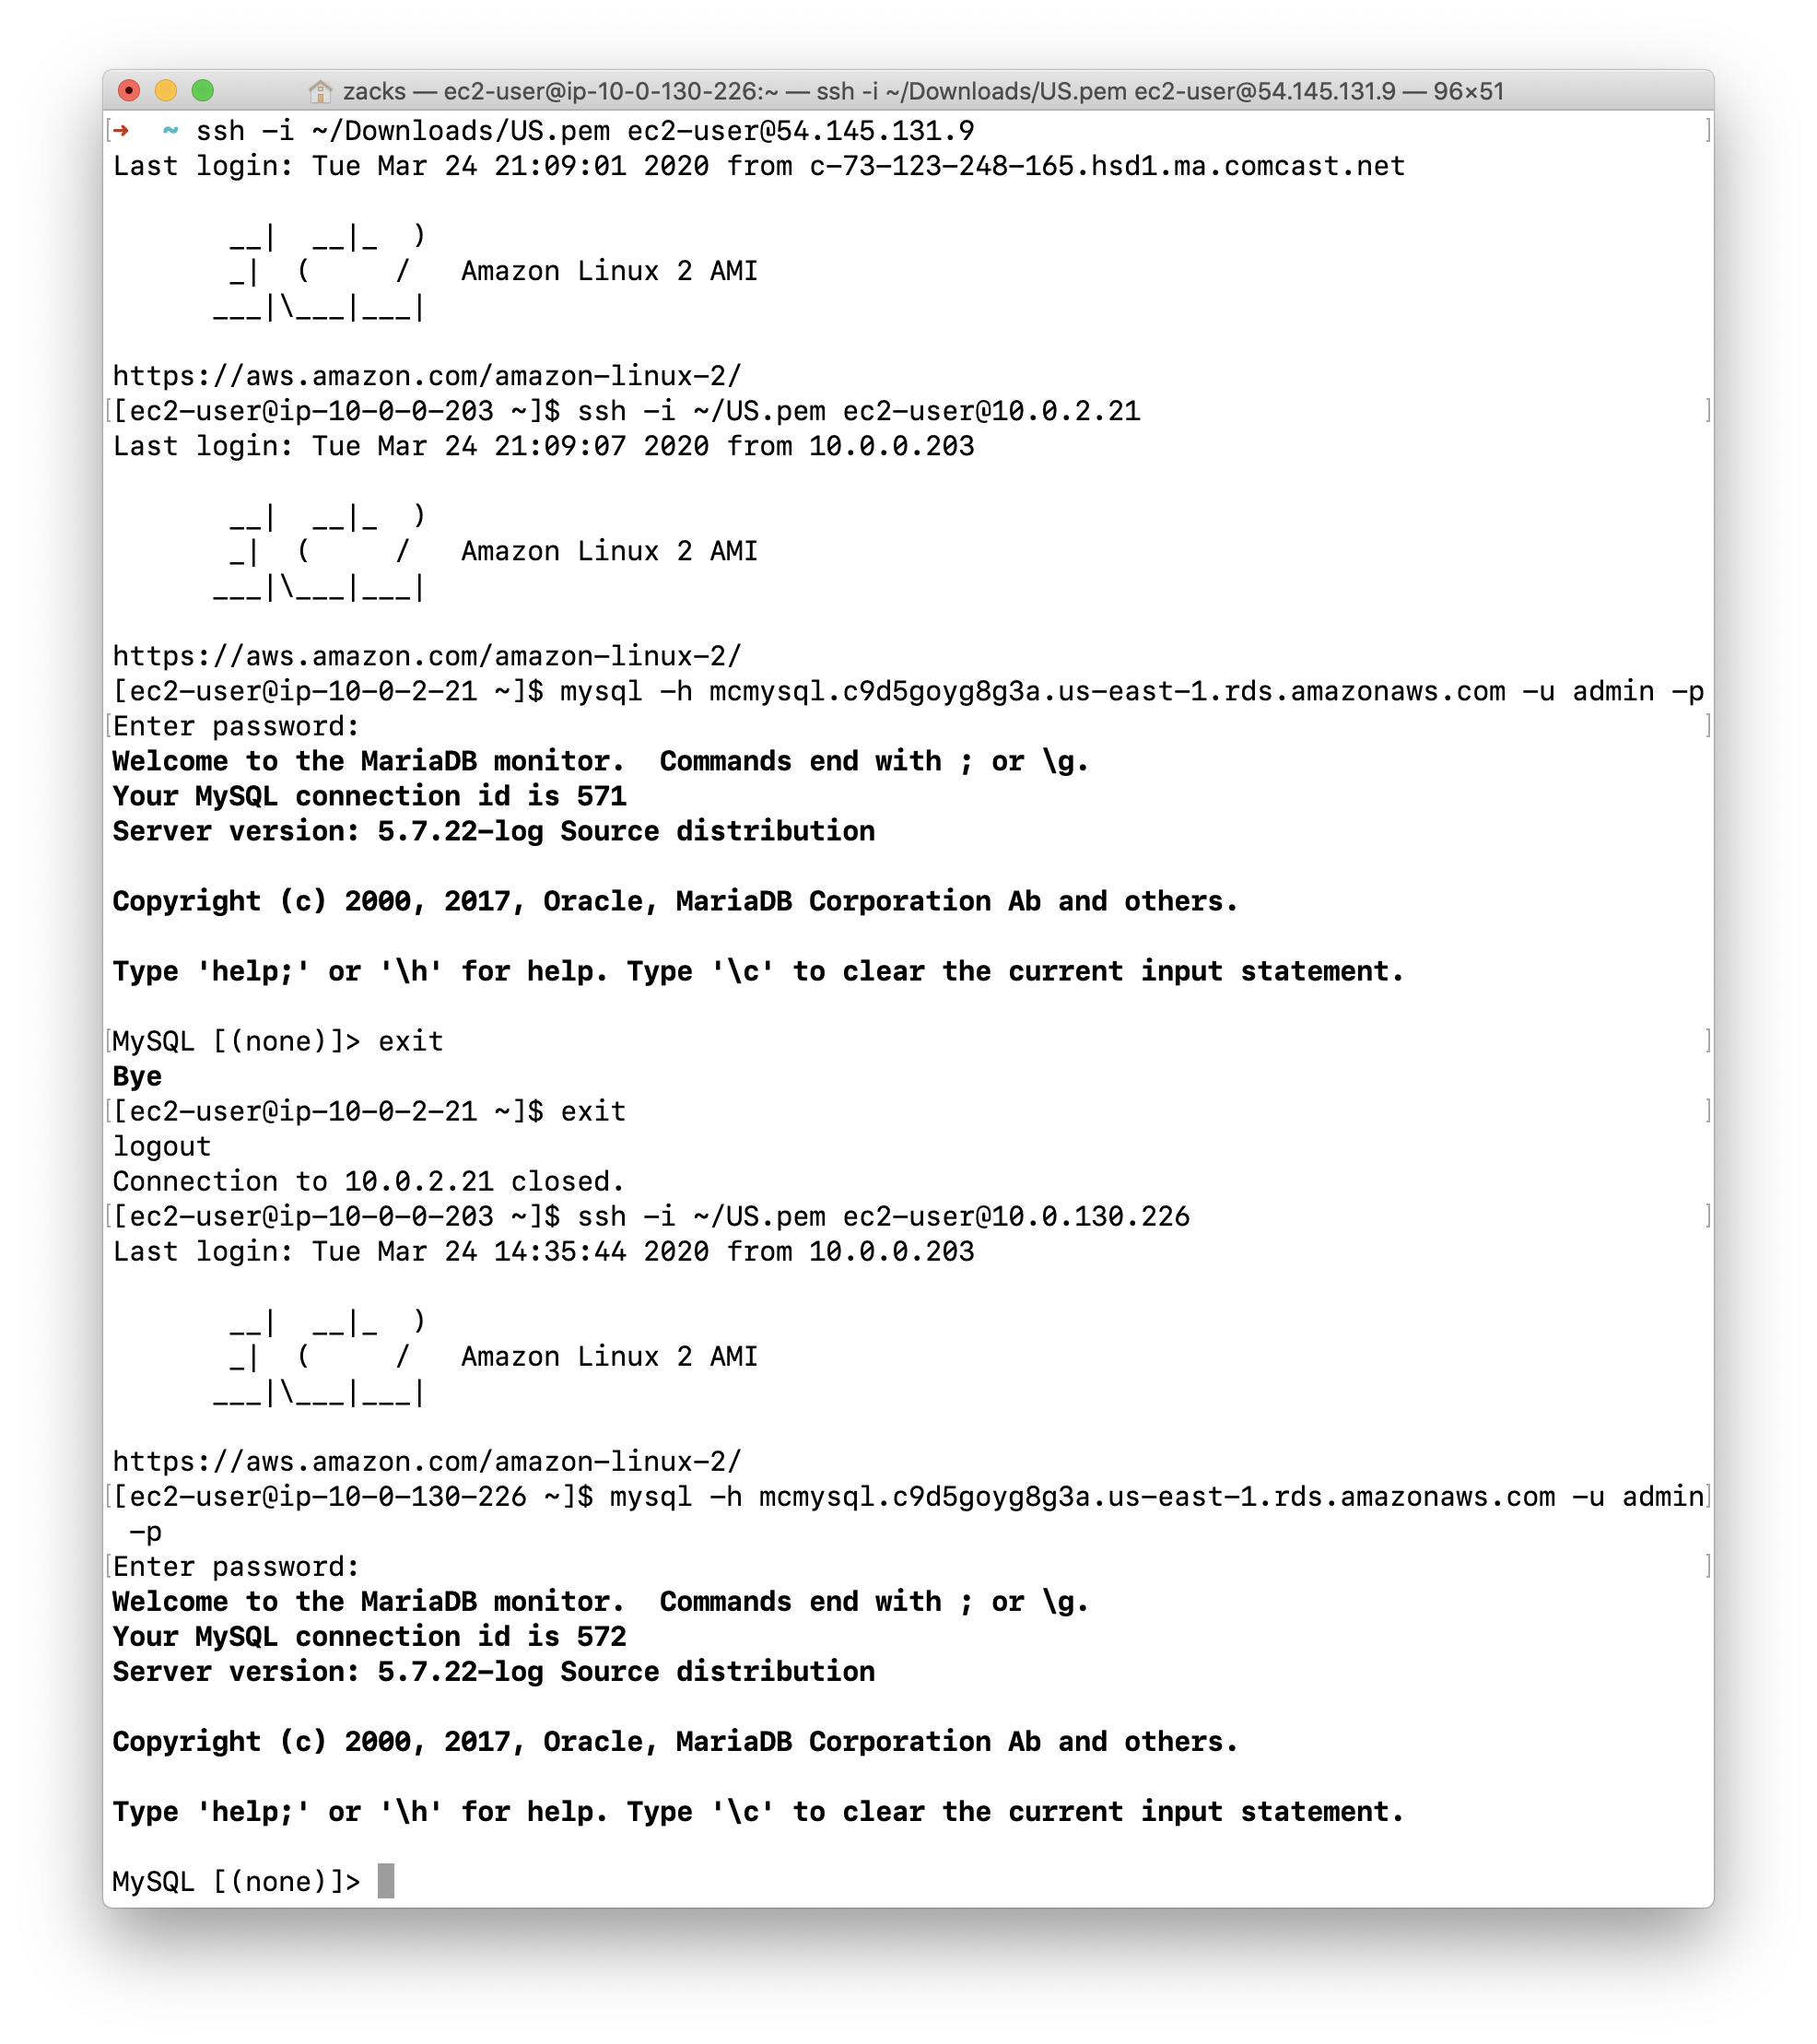 zacks — ec2-user@ip-10-0-130-226:~ — ssh -i ~/Downloads/US.pem ec2-user@54.145.131.9 — 96×51
[➜  ~ ssh -i ~/Downloads/US.pem ec2-user@54.145.131.9 ]
Last login: Tue Mar 24 21:09:01 2020 from c-73-123-248-165.hsd1.ma.comcast.net
       __|  __|_  )
       _|  (     /   Amazon Linux 2 AMI
      ___|\___|___|
https://aws.amazon.com/amazon-linux-2/
[[ec2-user@ip-10-0-0-203 ~]$ ssh -i ~/US.pem ec2-user@10.0.2.21 ]
Last login: Tue Mar 24 21:09:07 2020 from 10.0.0.203
       __|  __|_  )
       _|  (     /   Amazon Linux 2 AMI
      ___|\___|___|
https://aws.amazon.com/amazon-linux-2/
[ec2-user@ip-10-0-2-21 ~]$ mysql -h mcmysql.c9d5goyg8g3a.us-east-1.rds.amazonaws.com -u admin -p
[Enter password: ]
Welcome to the MariaDB monitor.  Commands end with ; or \g.
Your MySQL connection id is 571
Server version: 5.7.22-log Source distribution
Copyright (c) 2000, 2017, Oracle, MariaDB Corporation Ab and others.
Type 'help;' or '\h' for help. Type '\c' to clear the current input statement.
[MySQL [(none)]> exit ]
Bye
[[ec2-user@ip-10-0-2-21 ~]$ exit ]
logout
Connection to 10.0.2.21 closed.
[[ec2-user@ip-10-0-0-203 ~]$ ssh -i ~/US.pem ec2-user@10.0.130.226 ]
Last login: Tue Mar 24 14:35:44 2020 from 10.0.0.203
       __|  __|_  )
       _|  (     /   Amazon Linux 2 AMI
      ___|\___|___|
https://aws.amazon.com/amazon-linux-2/
[[ec2-user@ip-10-0-130-226 ~]$ mysql -h mcmysql.c9d5goyg8g3a.us-east-1.rds.amazonaws.com -u admin]
 -p
[Enter password: ]
Welcome to the MariaDB monitor.  Commands end with ; or \g.
Your MySQL connection id is 572
Server version: 5.7.22-log Source distribution
Copyright (c) 2000, 2017, Oracle, MariaDB Corporation Ab and others.
Type 'help;' or '\h' for help. Type '\c' to clear the current input statement.
MySQL [(none)]>